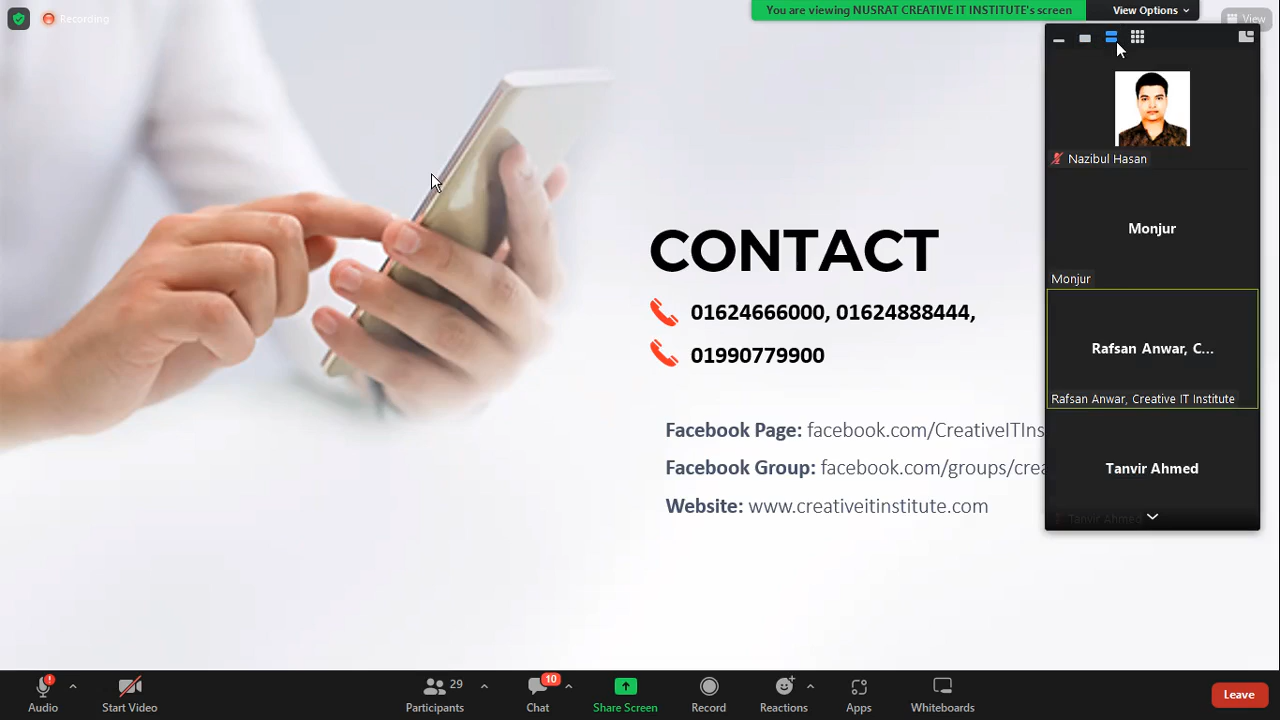 Recording
You are viewing NUSRAT CREATIVE IT INSTITUTE's screen
View Options
View
Nazibul Hasan
Monjur
Monjur
Rafsan Anwar, C...
Rafsan Anwar, Creative IT Institute
Tanvir Ahmed
Tanvir Ahmed
CONTACT
01624666000, 01624888444,
01990779900
Facebook Page: facebook.com/CreativeITIns
Facebook Group: facebook.com/groups/crea
Website: www.creativeitinstitute.com
Audio
Start Video
29
Participants
10
Chat
Share Screen
Record
Reactions
Apps
Whiteboards
Leave